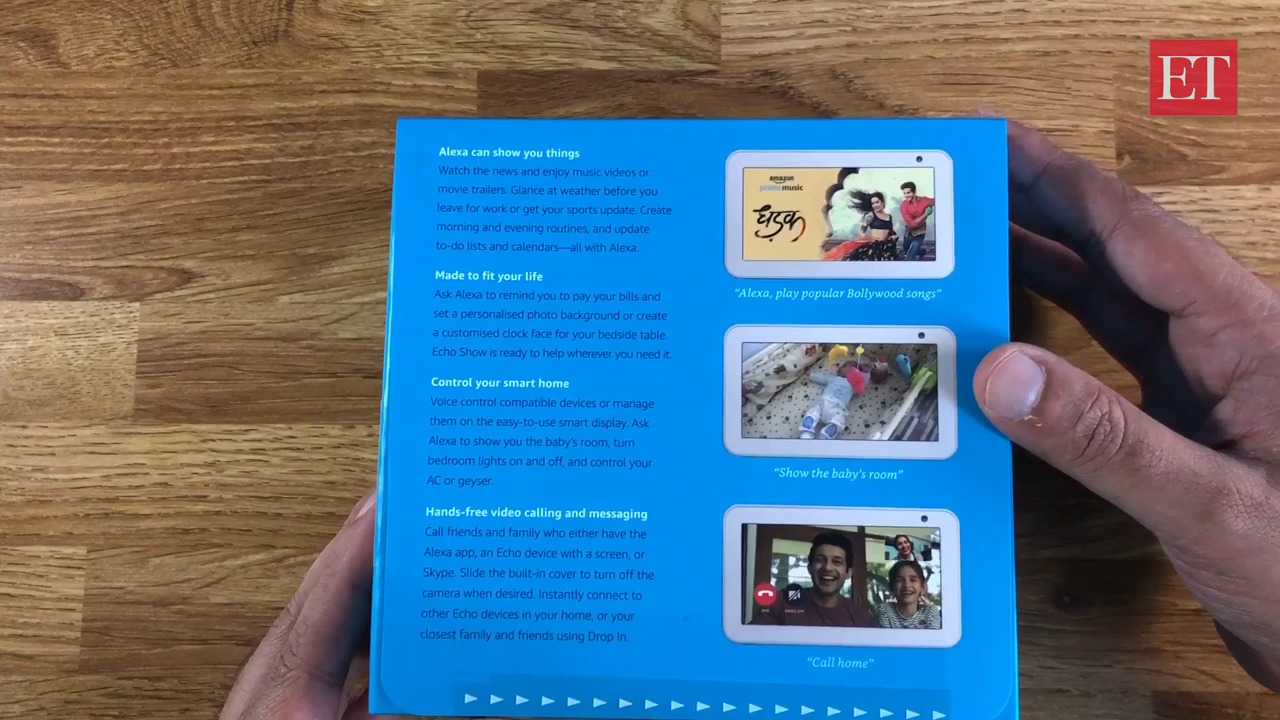 ET
Alexa can show you things
Watch the news and enjoy music videos or
movie trailers. Glance at weather before you
leave for work or get your sports update. Create
morning and evening routines, and update
to-do lists and calendars—all with Alexa.
Made to fit your life
Ask Alexa to remind you to pay your bills and
set a personalised photo background or create
a customised clock face for your bedside table.
Echo Show is ready to help wherever you need it.
Control your smart home
Voice control compatible devices or manage
them on the easy-to-use smart display. Ask
Alexa to show you the baby's room, turn
bedroom lights on and off, and control your
AC or geyser.
Hands-free video calling and messaging
Call friends and family who either have the
Alexa app, an Echo device with a screen, or
Skype. Slide the built-in cover to turn off the
camera when desired. Instantly connect to
other Echo devices in your home, or your
closest family and friends using Drop In.
amazon
prime music
धड़क
“Alexa, play popular Bollywood songs”
“Show the baby's room”
END
VIDEO OFF
“Call home”